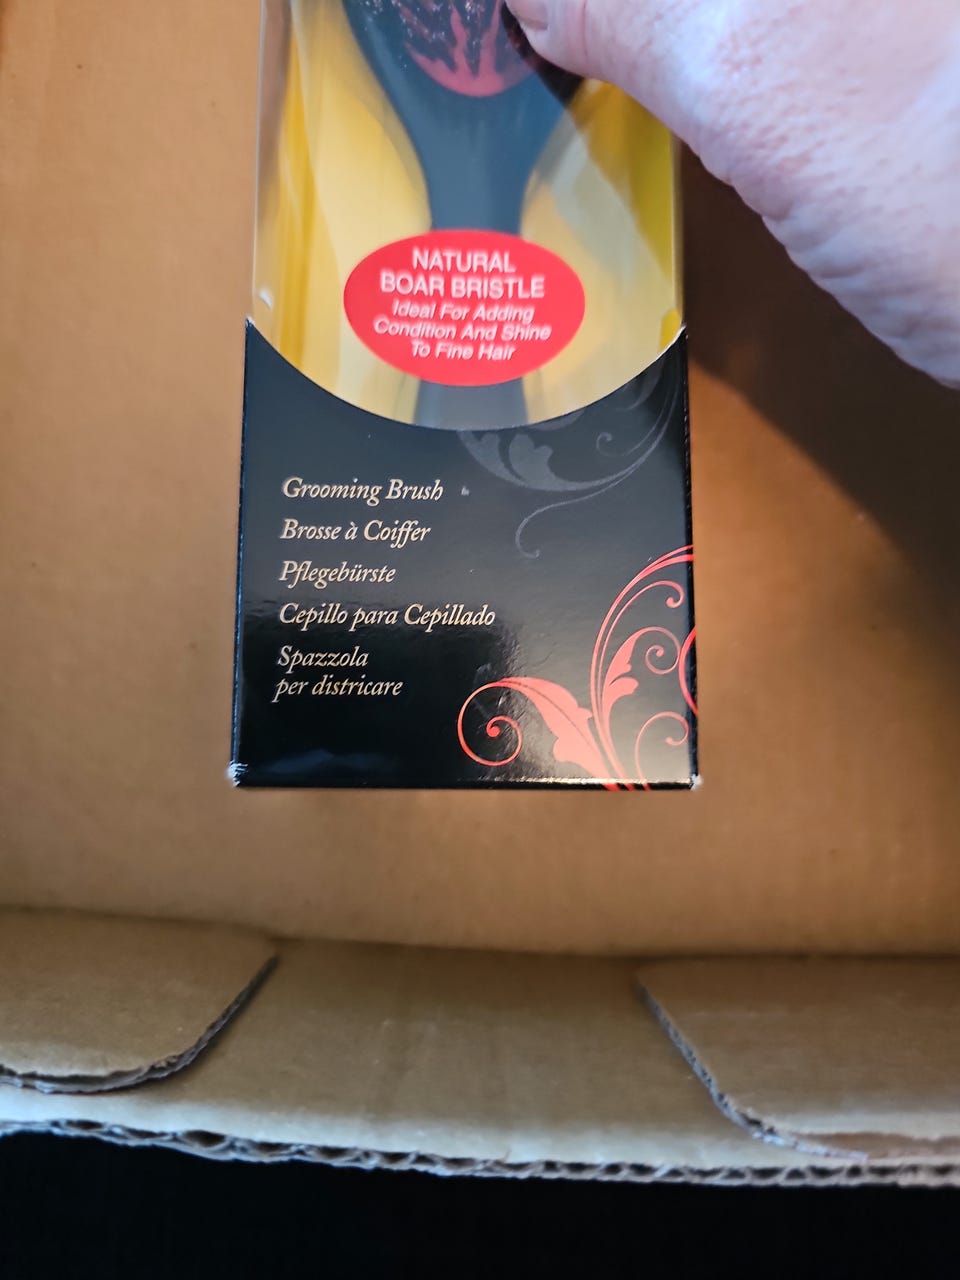 NATURAL
BOAR BRISTLE
Ideal For Adding
Condition And Shine
To Fine Hair
Grooming Brush
Brosse à Coiffer
Pflegebürste
Cepillo para Cepillado
Spazzola
per districare